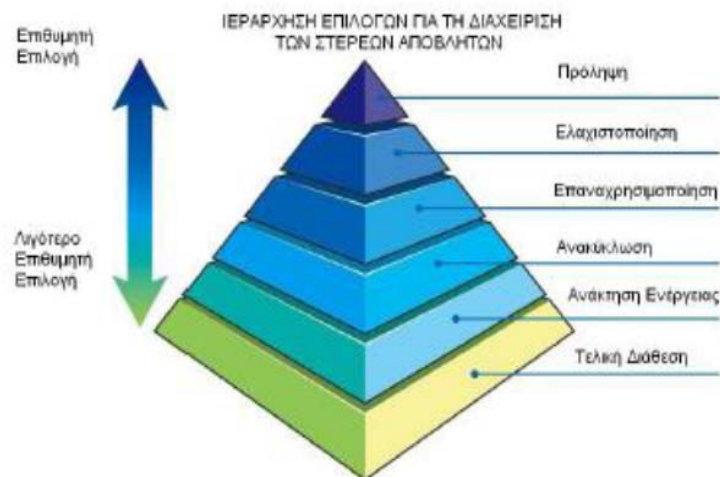 ΙΕΡΑΡΧΗΣΗ ΕΠΙΛΟΓΩΝ ΓΙΑ ΤΗ ΔΙΑΧΕΙΡΙΣΗ
ΤΩΝ ΣΤΕΡΕΩΝ ΑΠΟΒΛΗΤΩΝ
Επιθυμητή
Επιλογή
Πρόληψη
Ελαχιστοποίηση
Επαναχρησιμοποίηση
Λιγότερο
Επιθυμητή
Επιλογή
Ανακύκλωση
Ανάκτηση Ενέργειας
Τελική Διάθεση